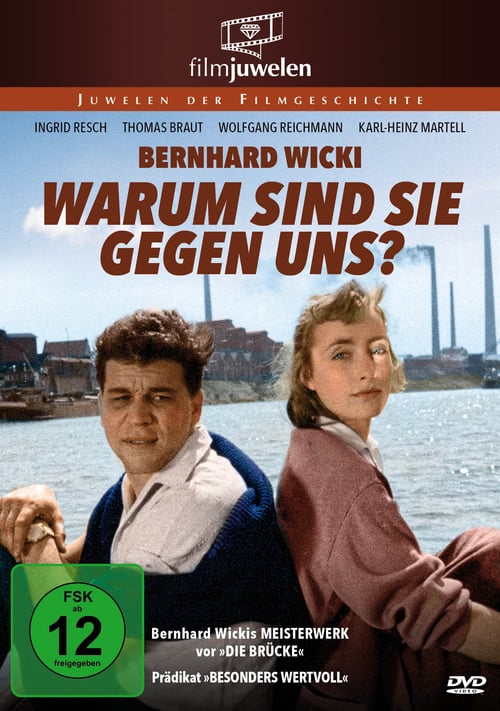 filmjuwelen
JUWELEN DER FILMGESCHICHTE
INGRID RESCH THOMAS BRAUT WOLFGANG REICHMANN KARL-HEINZ MARTELL
BERNHARD WICKI
WARUM SIND SIE
GEGEN UNS?
FSK
ab
12
freigegeben
Bernhard Wickis MEISTERWERK
vor »DIE BRÜCKE«
Prädikat »BESONDERS WERTVOLL«
DVD
VIDEO